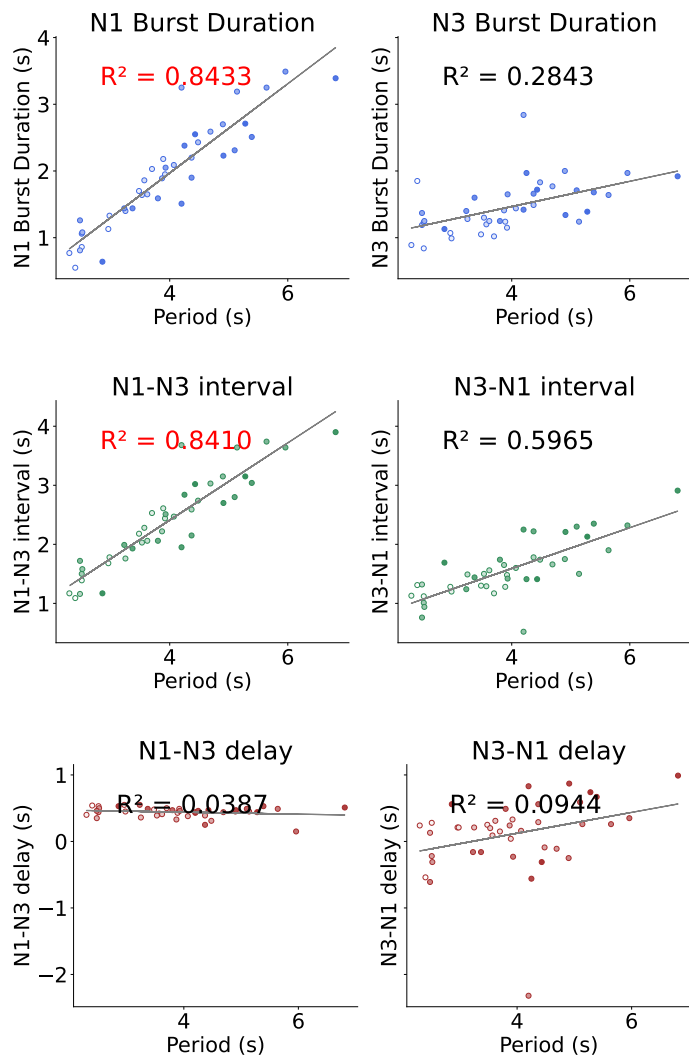 N1 Burst Duration
N1 Burst Duration (s)
4
3
2
1
R² = 0.8433
4
6
Period (s)
N3 Burst Duration
N3 Burst Duration (s)
R² = 0.2843
4
6
Period (s)
N1-N3 interval
N1-N3 interval (s)
4
3
2
1
R² = 0.8410
4
6
Period (s)
N3-N1 interval
N3-N1 interval (s)
R² = 0.5965
4
6
Period (s)
N1-N3 delay
N1-N3 delay (s)
1
0
−1
−2
R² = 0.0387
4
6
Period (s)
N3-N1 delay
N3-N1 delay (s)
R² = 0.0944
4
6
Period (s)